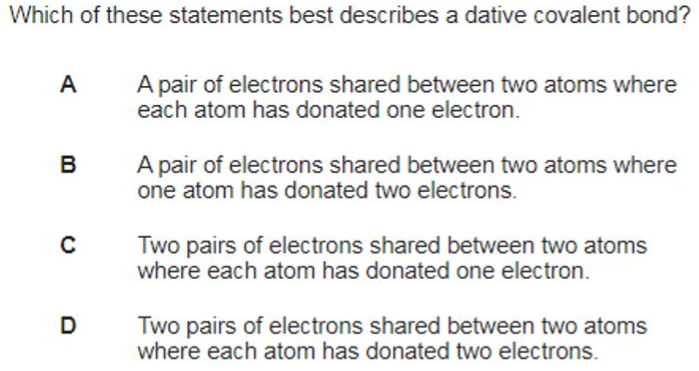 Which of these statements best describes a dative covalent bond?
A A pair of electrons shared between two atoms where
each atom has donated one electron.
B A pair of electrons shared between two atoms where
one atom has donated two electrons.
C Two pairs of electrons shared between two atoms
where each atom has donated one electron.
D Two pairs of electrons shared between two atoms
where each atom has donated two electrons.